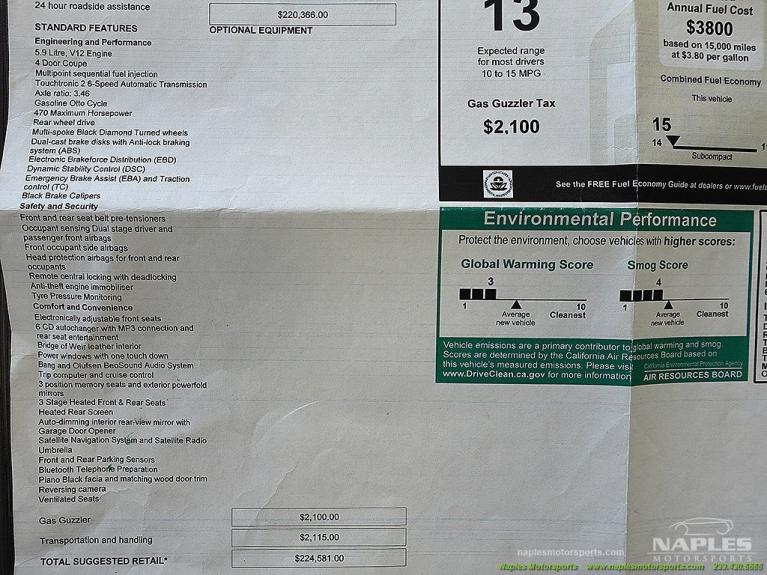 24 hour roadside assistance
$220,366.00
STANDARD FEATURES
OPTIONAL EQUIPMENT
Engineering and Performance
5.9 Litre, V12 Engine
4 Door Coupe
Multipoint sequential fuel injection
Touchtronic 2 6-Speed Automatic Transmission
Axle ratio: 3.46
Gasoline Otto Cycle
470 Maximum Horsepower
Rear wheel drive
Multi-spoke Black Diamond Turned wheels
Dual-cast brake disks with Anti-lock braking
system (ABS)
Electronic Brakeforce Distribution (EBD)
Dynamic Stability Control (DSC)
Emergency Brake Assist (EBA) and Traction
control (TC)
Black Brake Calipers
Safety and Security
Front and rear seat belt pre-tensioners
Occupant sensing Dual stage driver and
passenger front airbags
Front occupant side airbags
Head protection airbags for front and rear
occupants
Remote central locking with deadlocking
Anti-theft engine immobiliser
Tyre Pressure Monitoring
Comfort and Convenience
Electronically adjustable front seats
6 CD autochanger with MP3 connection and
rear seat entertainment
Bridge of Weir leather interior
Power windows with one touch down
Bang and Olufsen BeoSound Audio System
Trip computer and cruise control
3 position memory seats and exterior powerfold
mirrors
3 Stage Heated Front & Rear Seats
Heated Rear Screen
Auto-dimming interior rear-view mirror with
Garage Door Opener
Satellite Navigation System and Satellite Radio
Umbrella
Front and Rear Parking Sensors
Bluetooth Telephone Preparation
Piano Black facia and matching wood door trim
Reversing camera
Ventilated Seats
Gas Guzzler
$2,100.00
Transportation and handling
$2,115.00
TOTAL SUGGESTED RETAIL*
$224,581.00
13
Expected range
for most drivers
10 to 15 MPG
Gas Guzzler Tax
$2,100
Annual Fuel Cost
$3800
based on 15,000 miles
at $3.80 per gallon
Combined Fuel Economy
This vehicle
15
14
Subcompact
See the FREE Fuel Economy Guide at dealers or
Environmental Performance
Protect the environment, choose vehicles with higher scores:
Global Warming Score
Smog Score
3
4
1
10
1
10
Average
new vehicle
Cleanest
Average
new vehicle
Cleanest
Vehicle emissions are a primary contributor to global warming and smog.
Scores are determined by the California Air Resources Board based on
this vehicle's measured emissions. Please visit
www.DriveClean.ca.gov for more information
California Environmental Protection Agency
AIR RESOURCES BOARD
naplesmotorsports.com
NAPLES
MOTORSPORTS
Naples Motorsports www.naplesmotorsports.com 239.430.5665